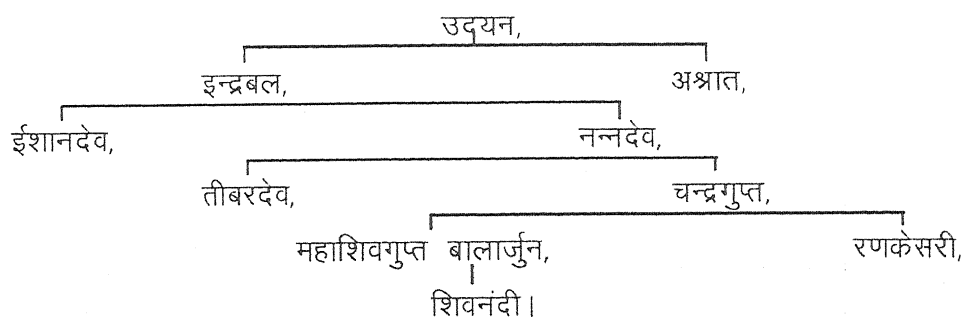 उदयन,
इन्द्रबल, अश्रात,
ईशानदेव, नन्नदेव,
तीबरदेव, चन्द्रगुप्त,
महाशिवगुप्त बालार्जुन, रणकेसरी,
शिवनंदी।